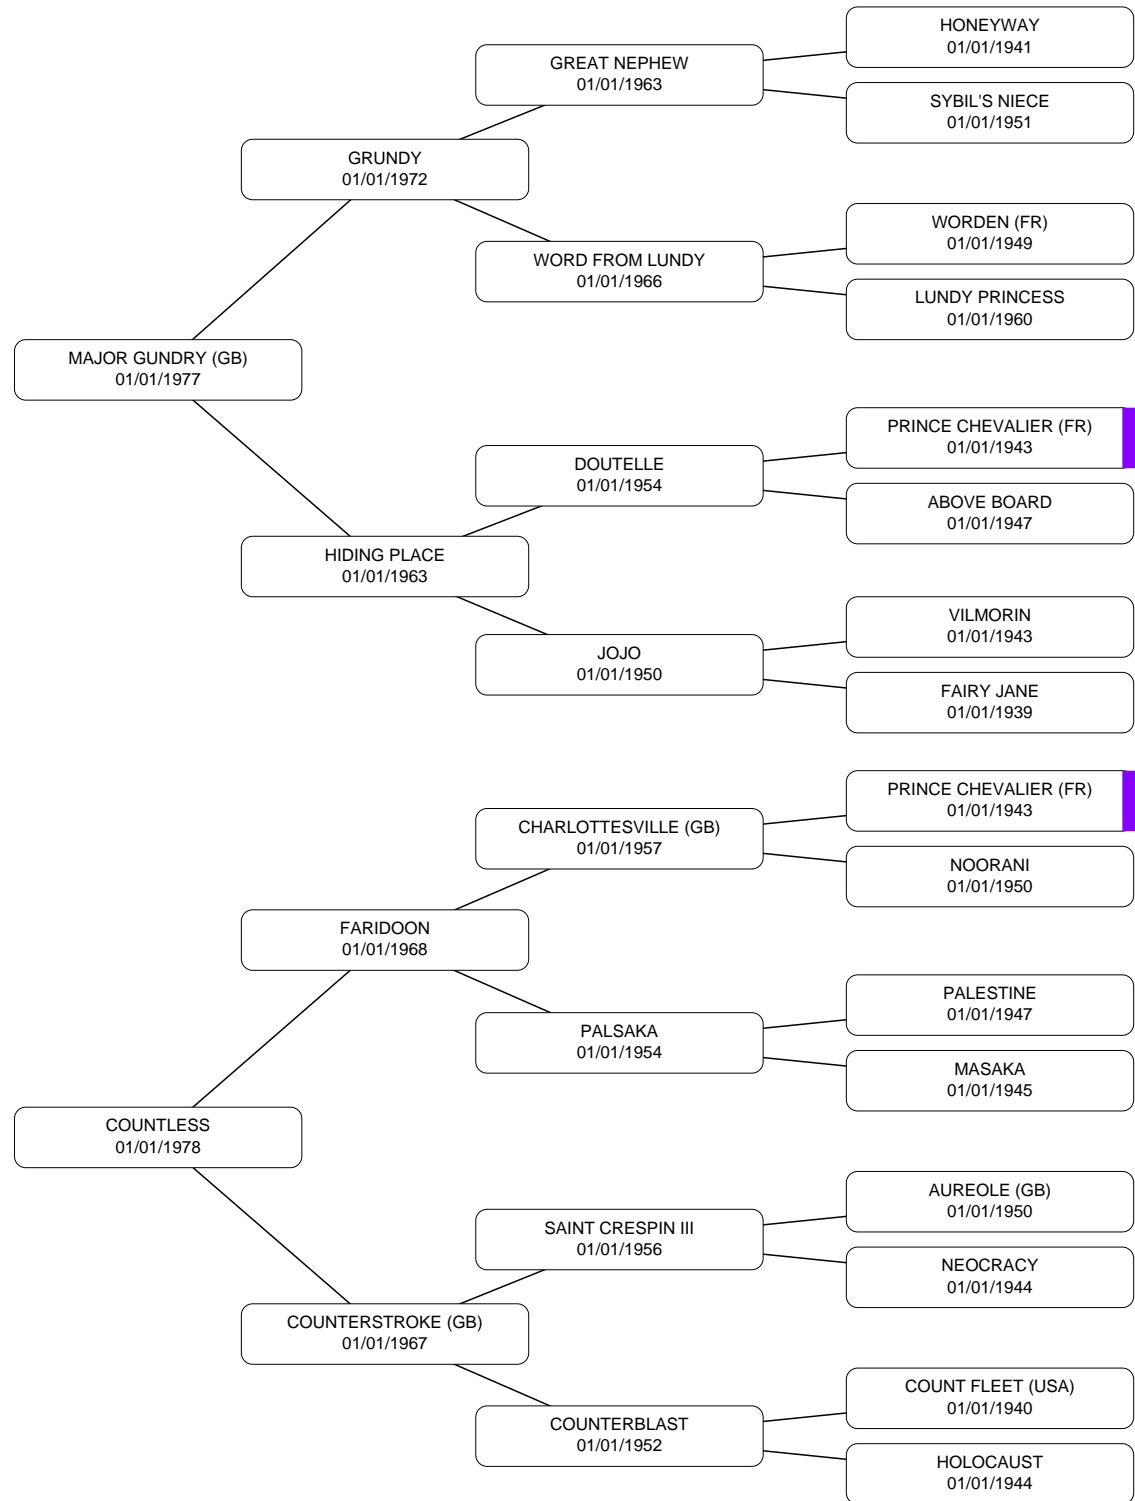 HONEYWAY
01/01/1941
GREAT NEPHEW
01/01/1963
SYBIL'S NIECE
01/01/1951
GRUNDY
01/01/1972
WORDEN (FR)
01/01/1949
WORD FROM LUNDY
01/01/1966
LUNDY PRINCESS
01/01/1960
MAJOR GUNDRY (GB)
01/01/1977
PRINCE CHEVALIER (FR)
01/01/1943
DOUTELLE
01/01/1954
ABOVE BOARD
01/01/1947
HIDING PLACE
01/01/1963
VILMORIN
01/01/1943
JOJO
01/01/1950
FAIRY JANE
01/01/1939
PRINCE CHEVALIER (FR)
01/01/1943
CHARLOTTESVILLE (GB)
01/01/1957
NOORANI
01/01/1950
FARIDOON
01/01/1968
PALESTINE
01/01/1947
PALSAKA
01/01/1954
MASAKA
01/01/1945
COUNTLESS
01/01/1978
AUREOLE (GB)
01/01/1950
SAINT CRESPIN III
01/01/1956
NEOCRACY
01/01/1944
COUNTERSTROKE (GB)
01/01/1967
COUNT FLEET (USA)
01/01/1940
COUNTERBLAST
01/01/1952
HOLOCAUST
01/01/1944